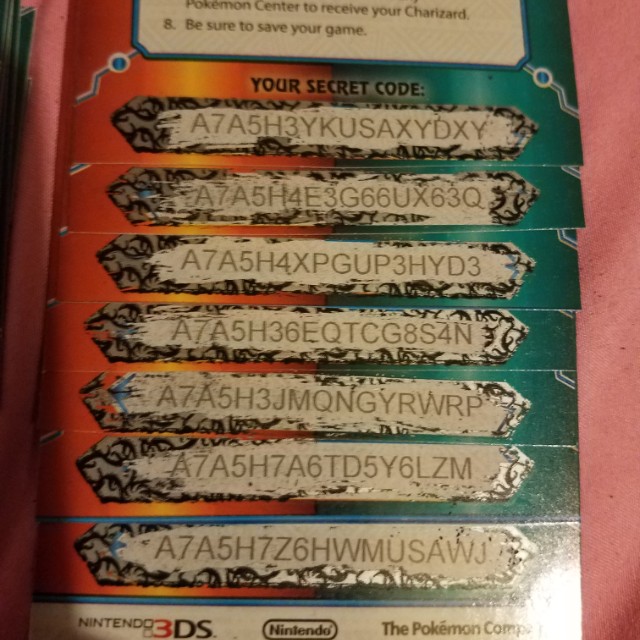 Pokémon Center to receive your Charizard.
8. Be sure to save your game.
YOUR SECRET CODE:
A7A5H3YKUSAXYDXY
A7A5H4E3G66UX63Q
A7A5H4XPGUP3HYD3
A7A5H36EQTCG8S4N
A7A5H3JMQNGYRWRP
A7A5H7A6TD5Y6LZM
A7A5H7Z6HWMUSAWJ
NINTENDO 3DS Nintendo The Pokémon